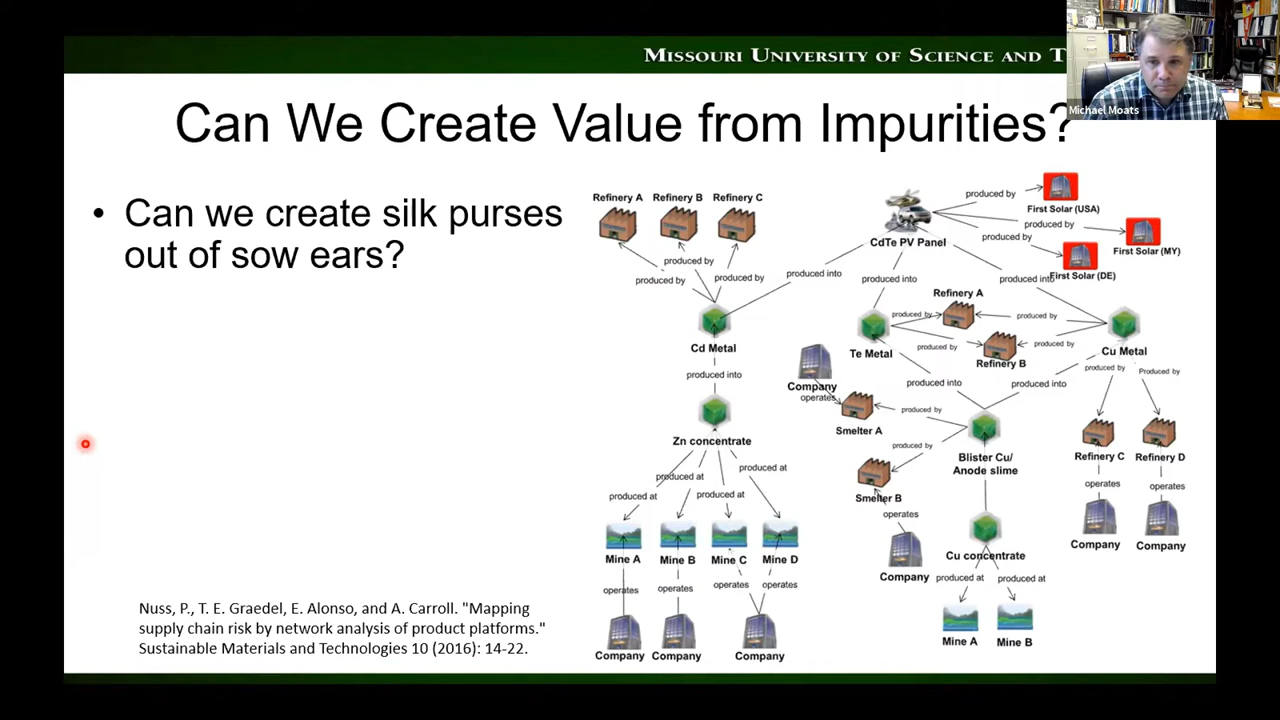 MISSOURI UNIVERSITY OF SCIENCE AND T
Michael Moats
Can We Create Value from Impurities?
• Can we create silk purses
out of sow ears?
Refinery A Refinery B Refinery C
produced by
produced by
produced by
CdTe PV Panel
produced by
produced by
produced by
First Solar (USA)
First Solar (MY)
First Solar (DE)
produced into
produced into
produced into
Cd Metal
produced into
Zn concentrate
produced at
produced at
produced at
produced at
Mine A Mine B Mine C Mine D
operates operates operates operates
Company Company Company
Refinery A
produced by
produced by
Te Metal
produced by
produced by
Refinery B
Cu Metal
produced by Produced by
produced into
produced into
Company
operates
Smelter A
produced by
produced by
Smelter B
operates
Company
Blister Cu/
Anode slime
Refinery C Refinery D
operates operates
Company Company
Cu concentrate
produced at produced at
Mine A Mine B
Nuss, P., T. E. Graedel, E. Alonso, and A. Carroll. "Mapping
supply chain risk by network analysis of product platforms."
Sustainable Materials and Technologies 10 (2016): 14-22.